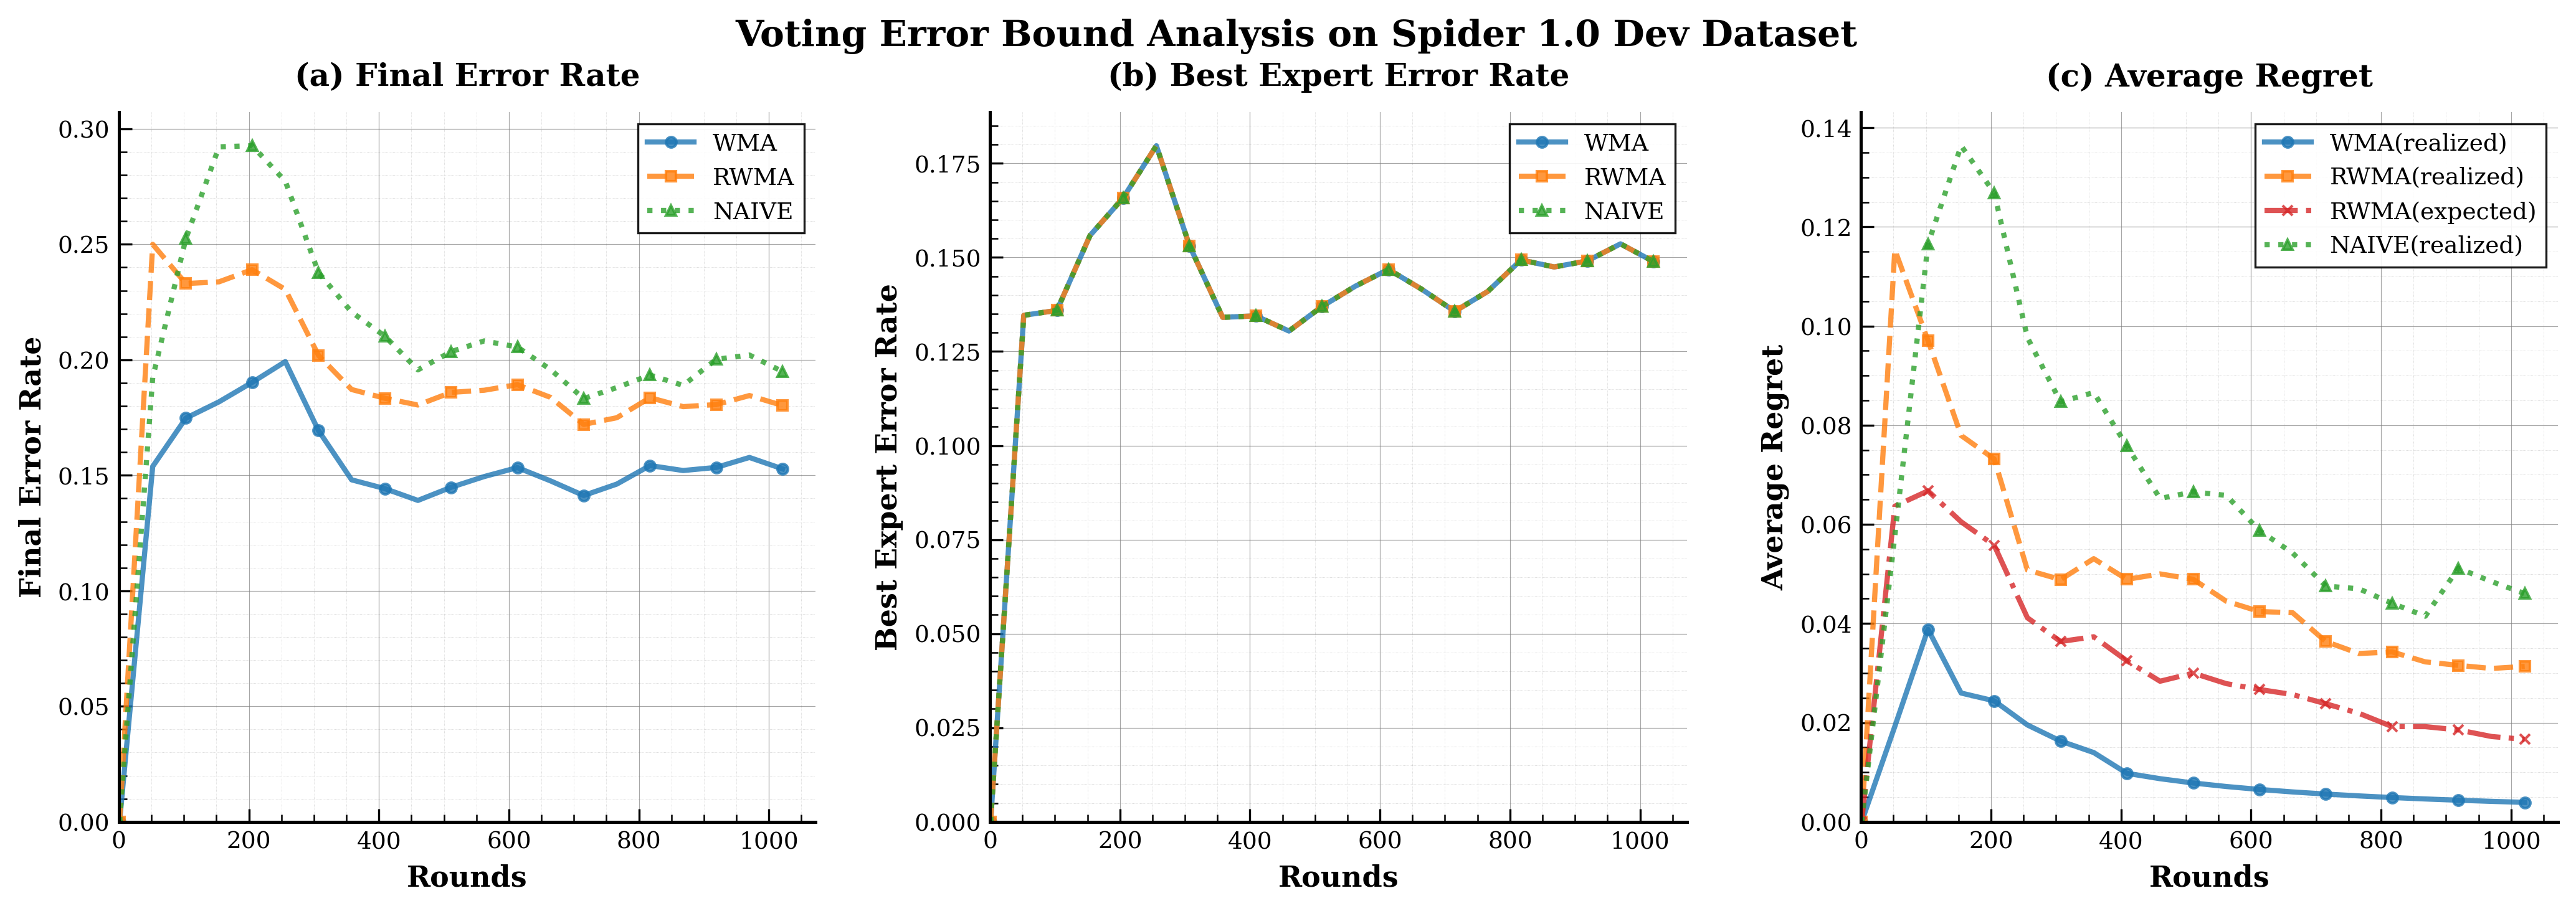 Voting Error Bound Analysis on Spider 1.0 Dev Dataset
(a) Final Error Rate
Final Error Rate
0.30
0.25
0.20
0.15
0.10
0.05
0.00
0 200 400 600 800 1000
Rounds
WMA
RWMA
NAIVE
(b) Best Expert Error Rate
Best Expert Error Rate
0.175
0.150
0.125
0.100
0.075
0.050
0.025
0.000
0 200 400 600 800 1000
Rounds
WMA
RWMA
NAIVE
(c) Average Regret
Average Regret
0.14
0.12
0.10
0.08
0.06
0.04
0.02
0.00
0 200 400 600 800 1000
Rounds
WMA(realized)
RWMA(realized)
RWMA(expected)
NAIVE(realized)